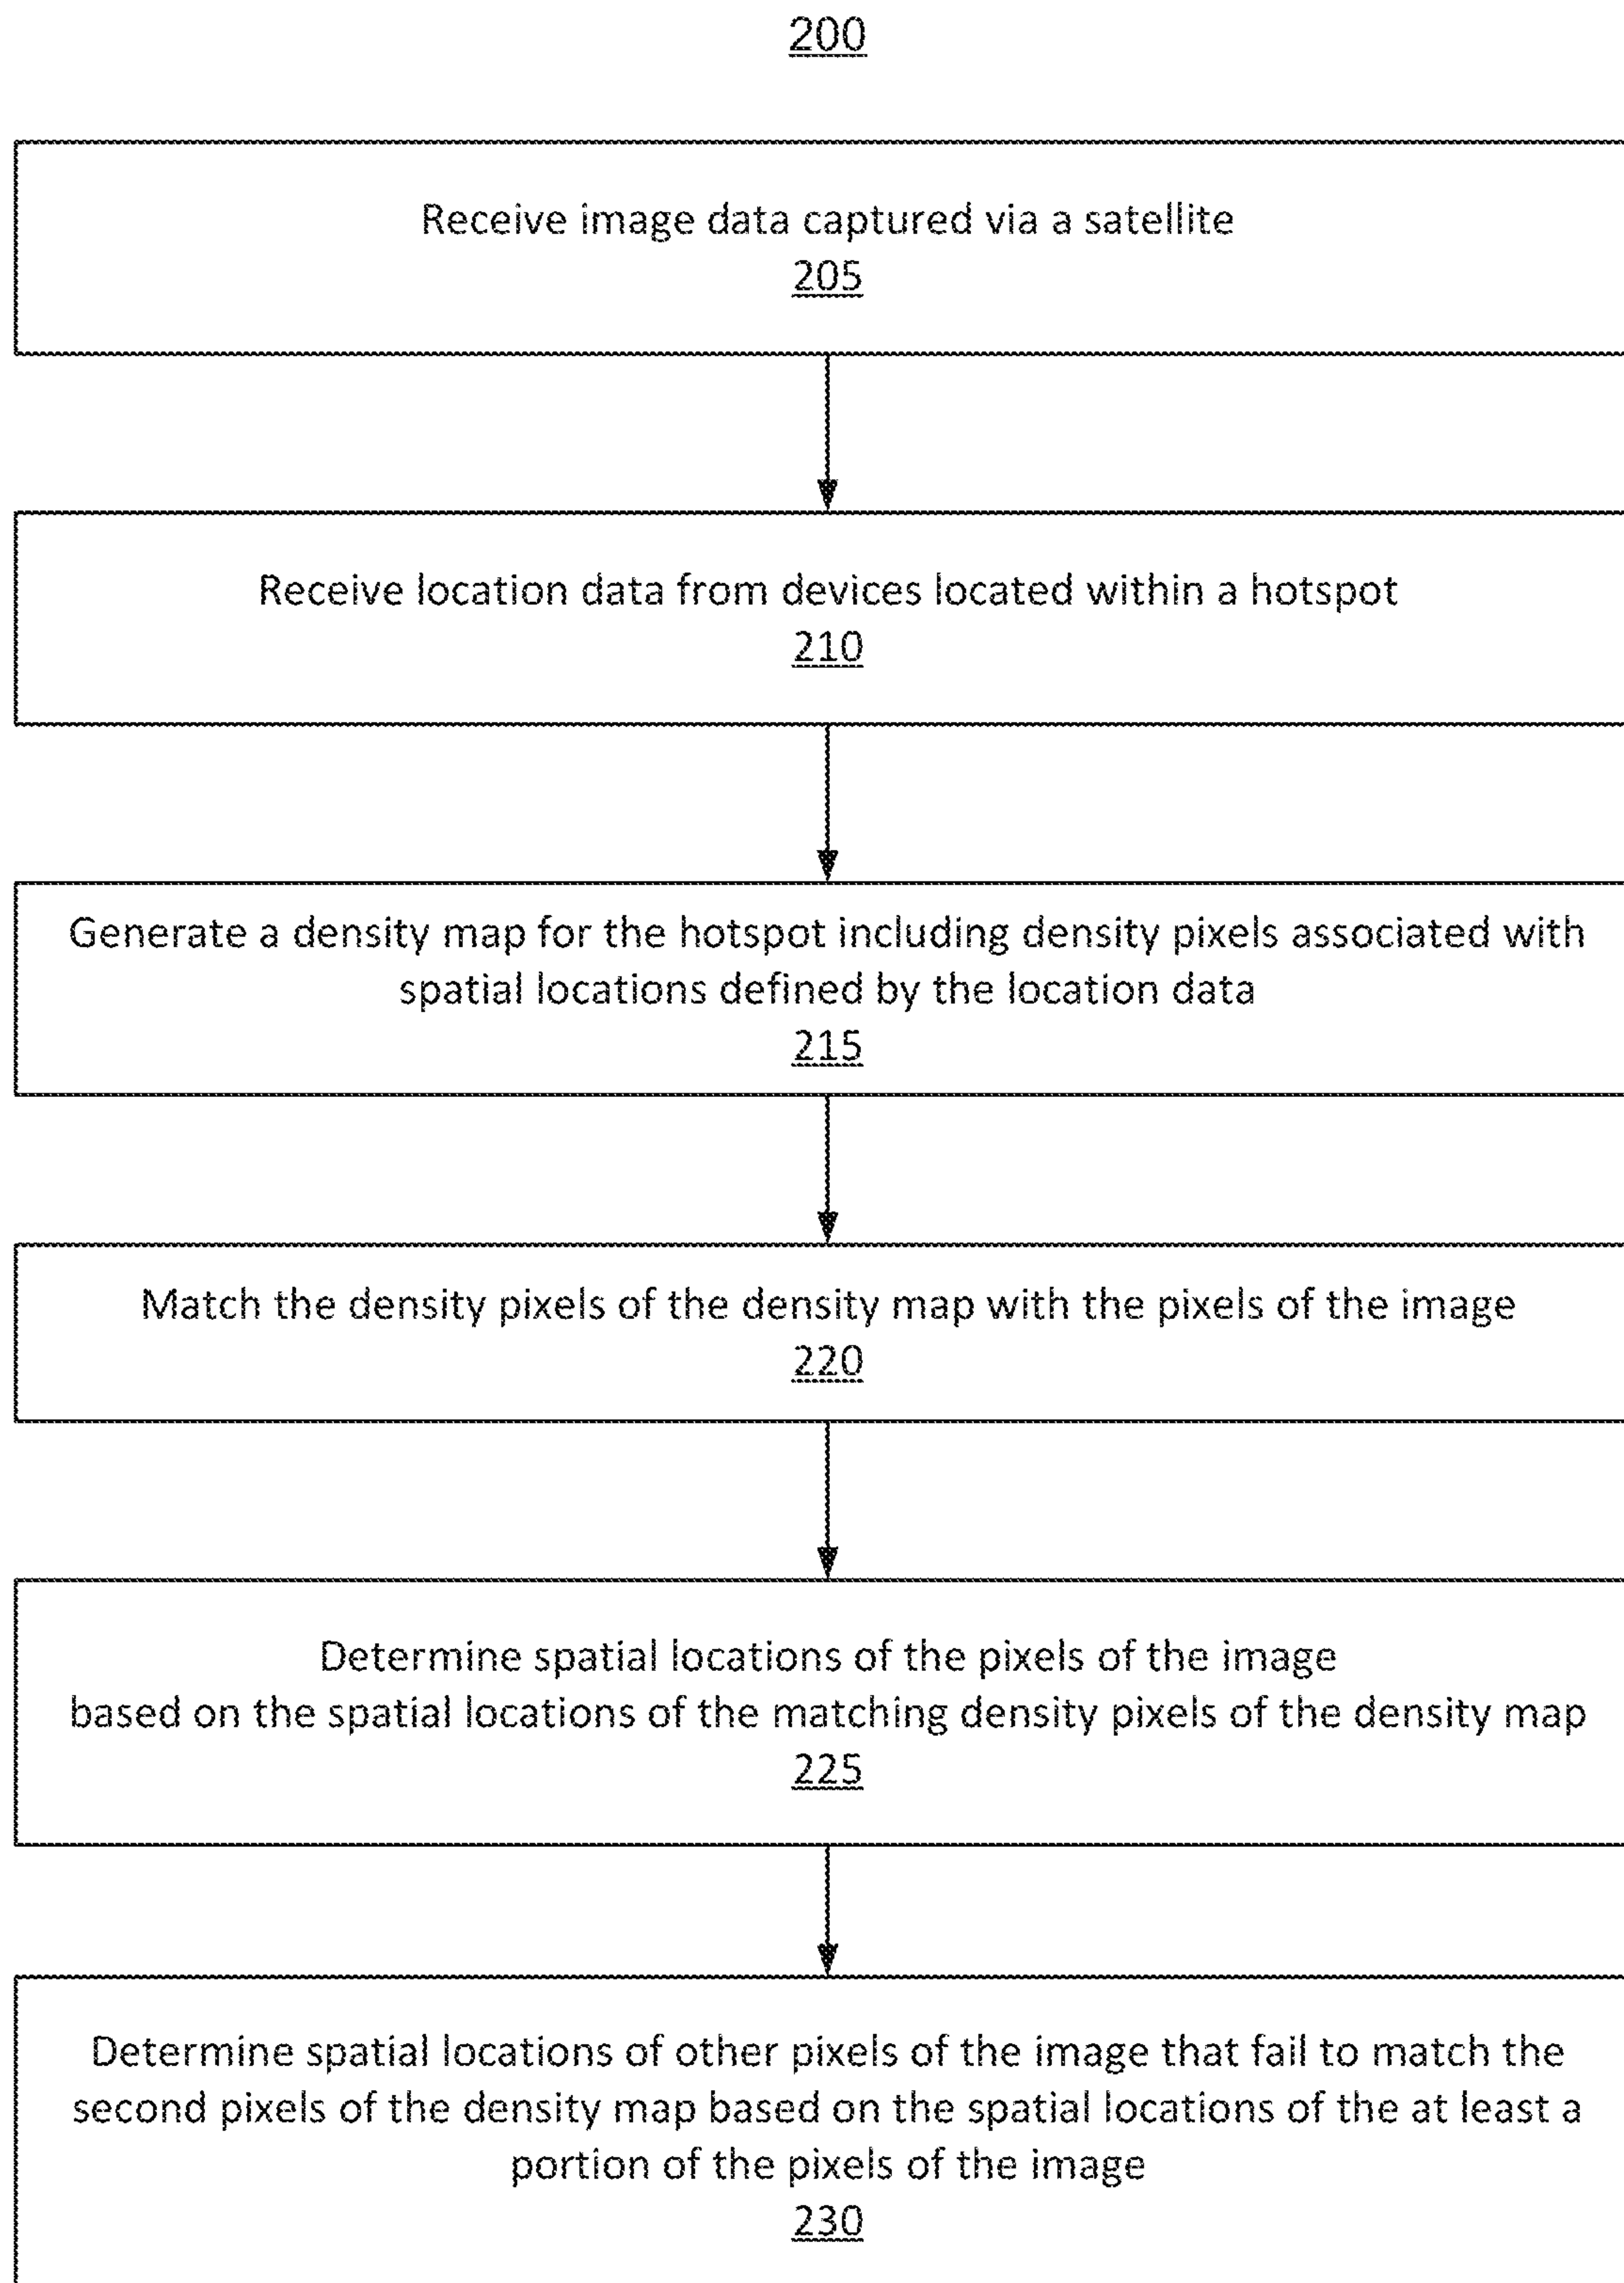 200
Receive image data captured via a satellite
205
Receive location data from devices located within a hotspot
210
Generate a density map for the hotspot including density pixels associated with
spatial locations defined by the location data
215
Match the density pixels of the density map with the pixels of the image
220
Determine spatial locations of the pixels of the image
based on the spatial locations of the matching density pixels of the density map
225
Determine spatial locations of other pixels of the image that fail to match the
second pixels of the density map based on the spatial locations of the at least a
portion of the pixels of the image
230